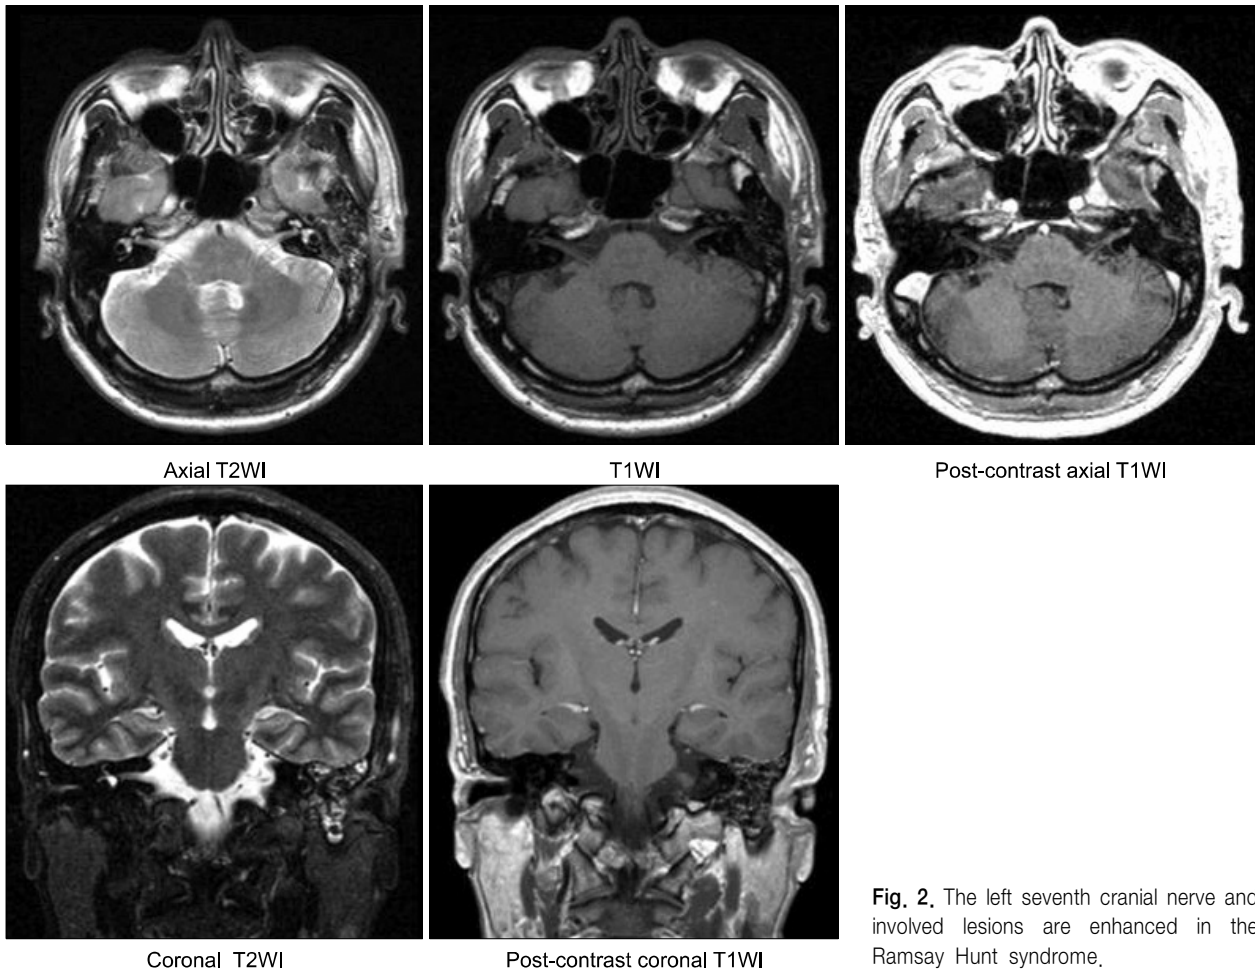 Axial T2WI
T1WI
Post-contrast axial T1WI
Coronal T2WI
Post-contrast coronal T1WI
Fig. 2. The left seventh cranial nerve and
involved lesions are enhanced in the
Ramsay Hunt syndrome.